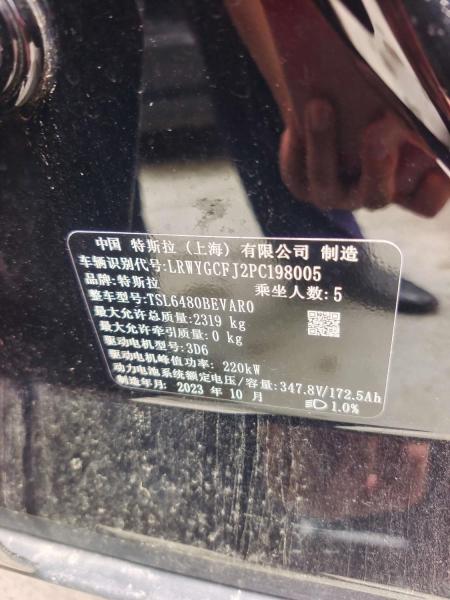 中国 特斯拉（上海）有限公司 制造
车辆识别代号:LRWYGCFJ2PC198005
品牌:特斯拉 乘坐人数:5
整车型号:TSL6480BEVAR0
最大允许总质量:2319 kg
最大允许牵引质量:0 kg
驱动电机型号:3D6
驱动电机峰值功率: 220kW
动力电池系统额定电压/容量:347.8V/172.5Ah
制造年月: 2023 年 10 月 1.0%